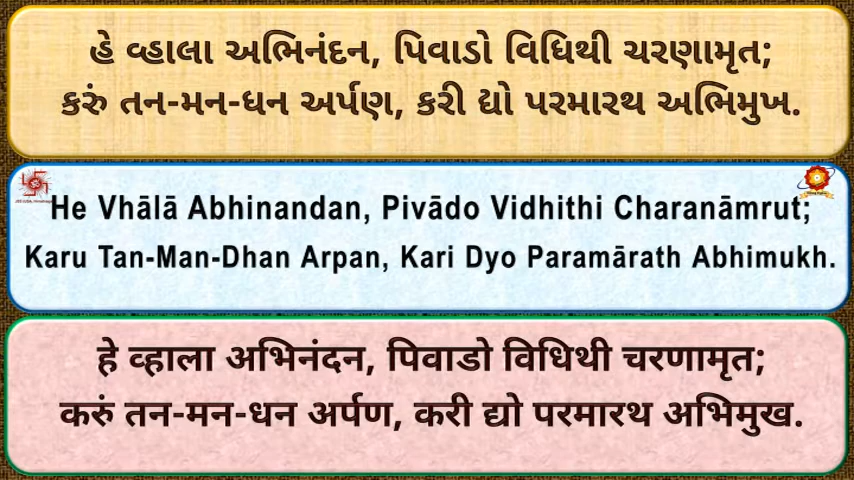 હે વ્હાલા અભિનંદન, પિવાડો વિધિથી ચરણામૃત;
કરું તન-મન-ધન અર્પણ, કરી દ્યો પરમારથ અભિમુખ.
He Vhālā Abhinandan, Pivādo Vidhithi Charanāmrut;
Karu Tan-Man-Dhan Arpan, Kari Dyo Paramārath Abhimukh.
हे व्हाला अभिनंदन, पिवाडो विधिथी चरणामृत;
करुं तन-मन-धन अर्पण, करी द्यो परमारथ अभिमुख.